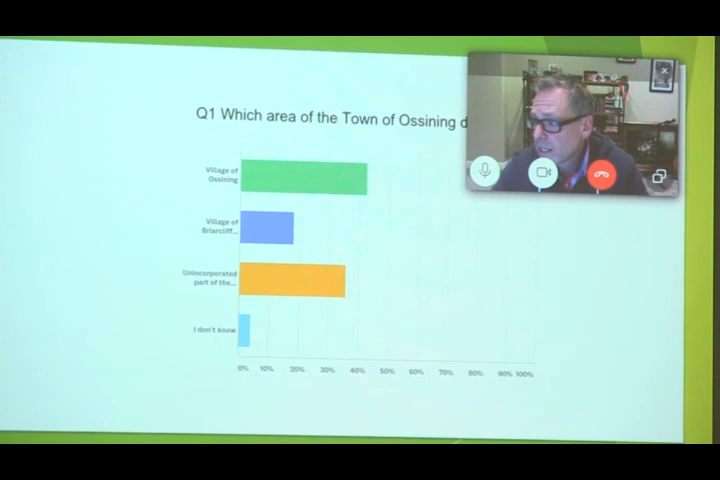 Q1 Which area of the Town of Ossining d
Village of
Ossining
Village of
Briarcliff...
Unincorporated
part of the...
I don't know
0% 10% 20% 30% 40% 50% 60% 70% 80% 90% 100%